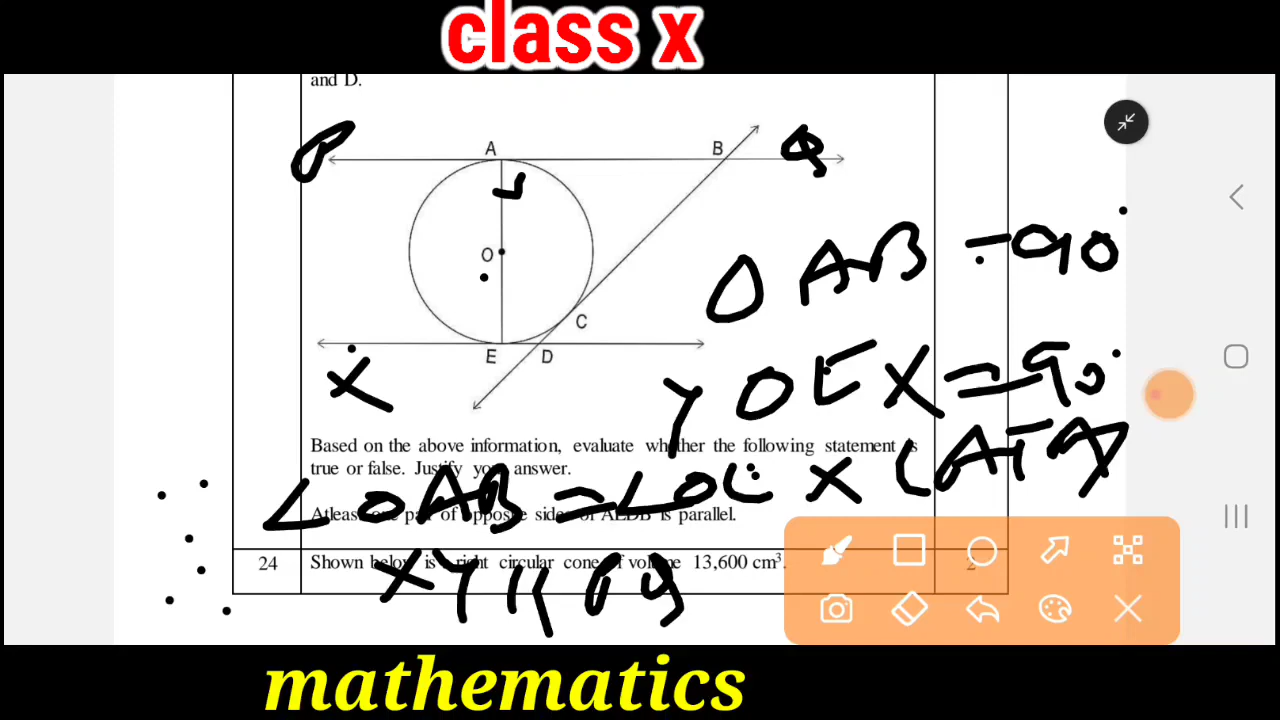 class x
and D.
P A B Q
O
∠OAB = 90°
C
E D
X
Y OEX = 90°
Based on the above information, evaluate whether the following statement is
true or false. Justify your answer.
∠OAB = ∠OEX (AIA)
Atleast one pair of opposite sides of AEDB is parallel.
24 Shown below is a right circular cone of volume 13,600 cm³. 2
XY ||
mathematics